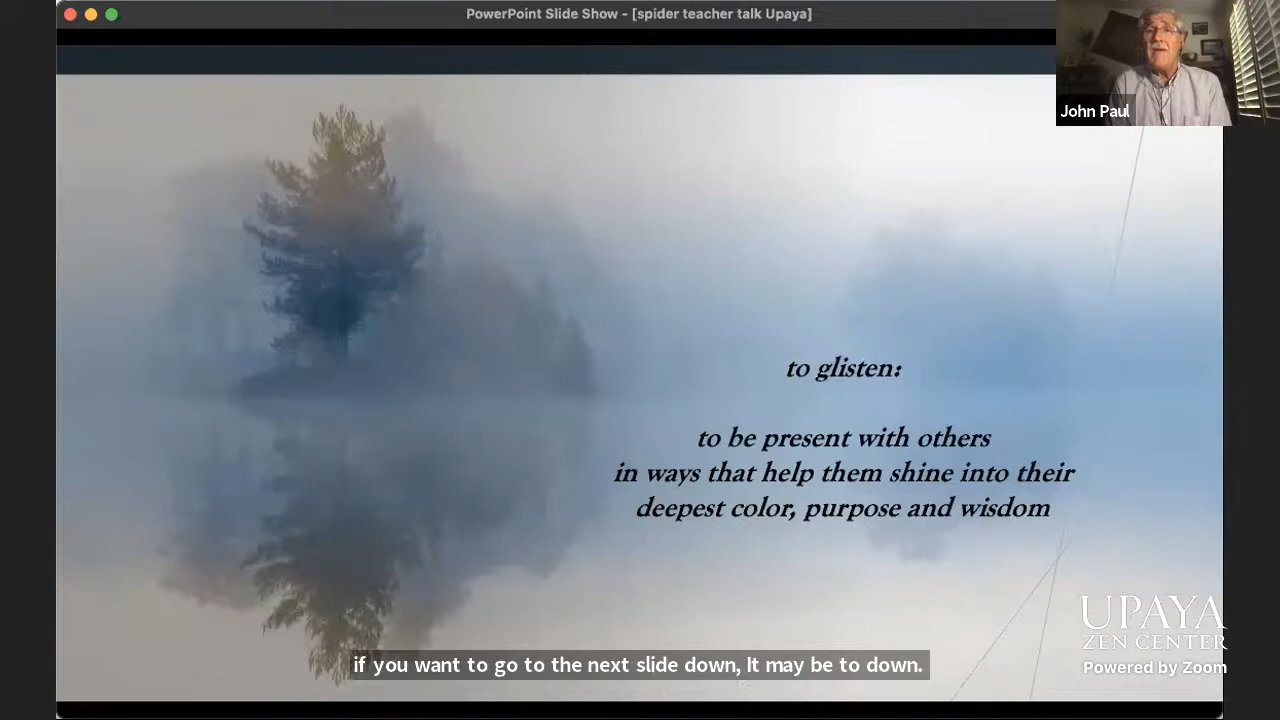 PowerPoint Slide Show - [spider teacher talk Upaya]
John Paul
to glisten:
to be present with others
in ways that help them shine into their
deepest color, purpose and wisdom
UPAYA
ZEN CENTER
Powered by Zoom
if you want to go to the next slide down, It may be to down.